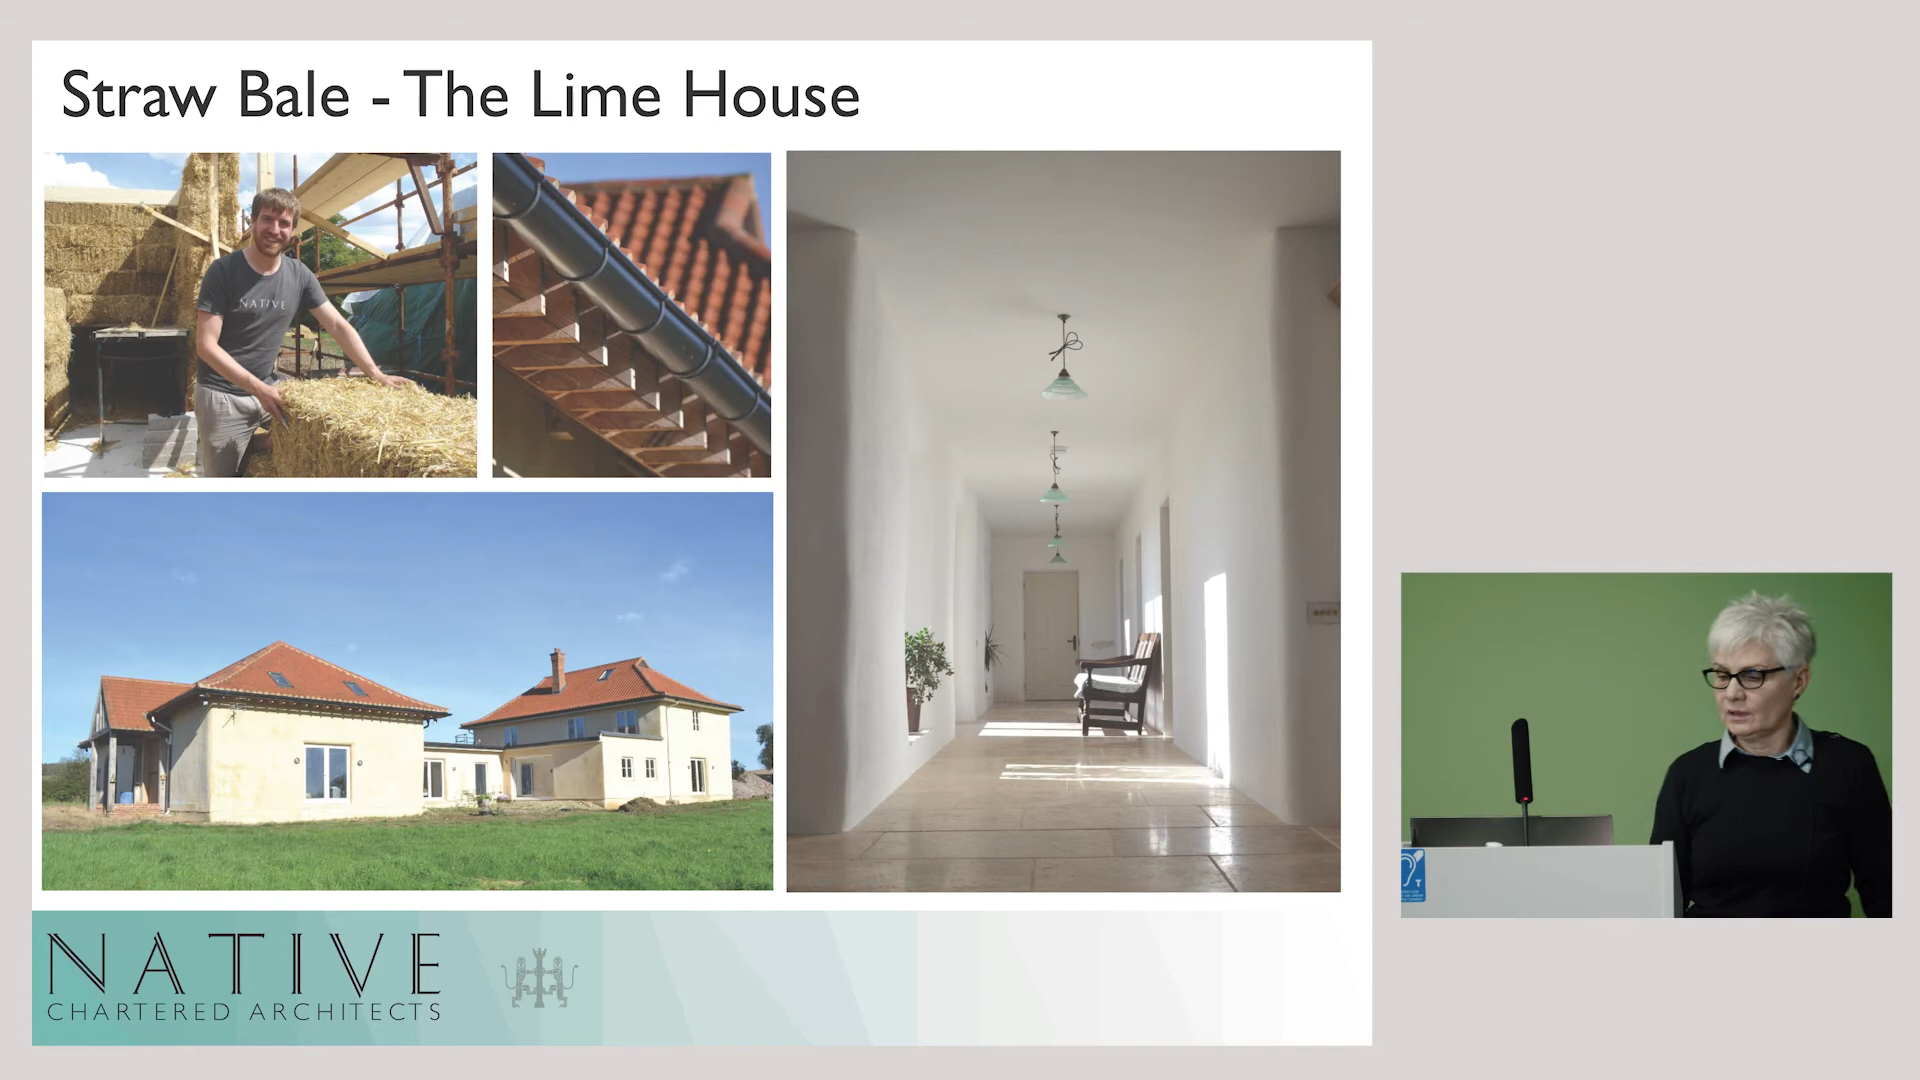 Straw Bale - The Lime House
NATIVE
NATIVE
CHARTERED ARCHITECTS
T